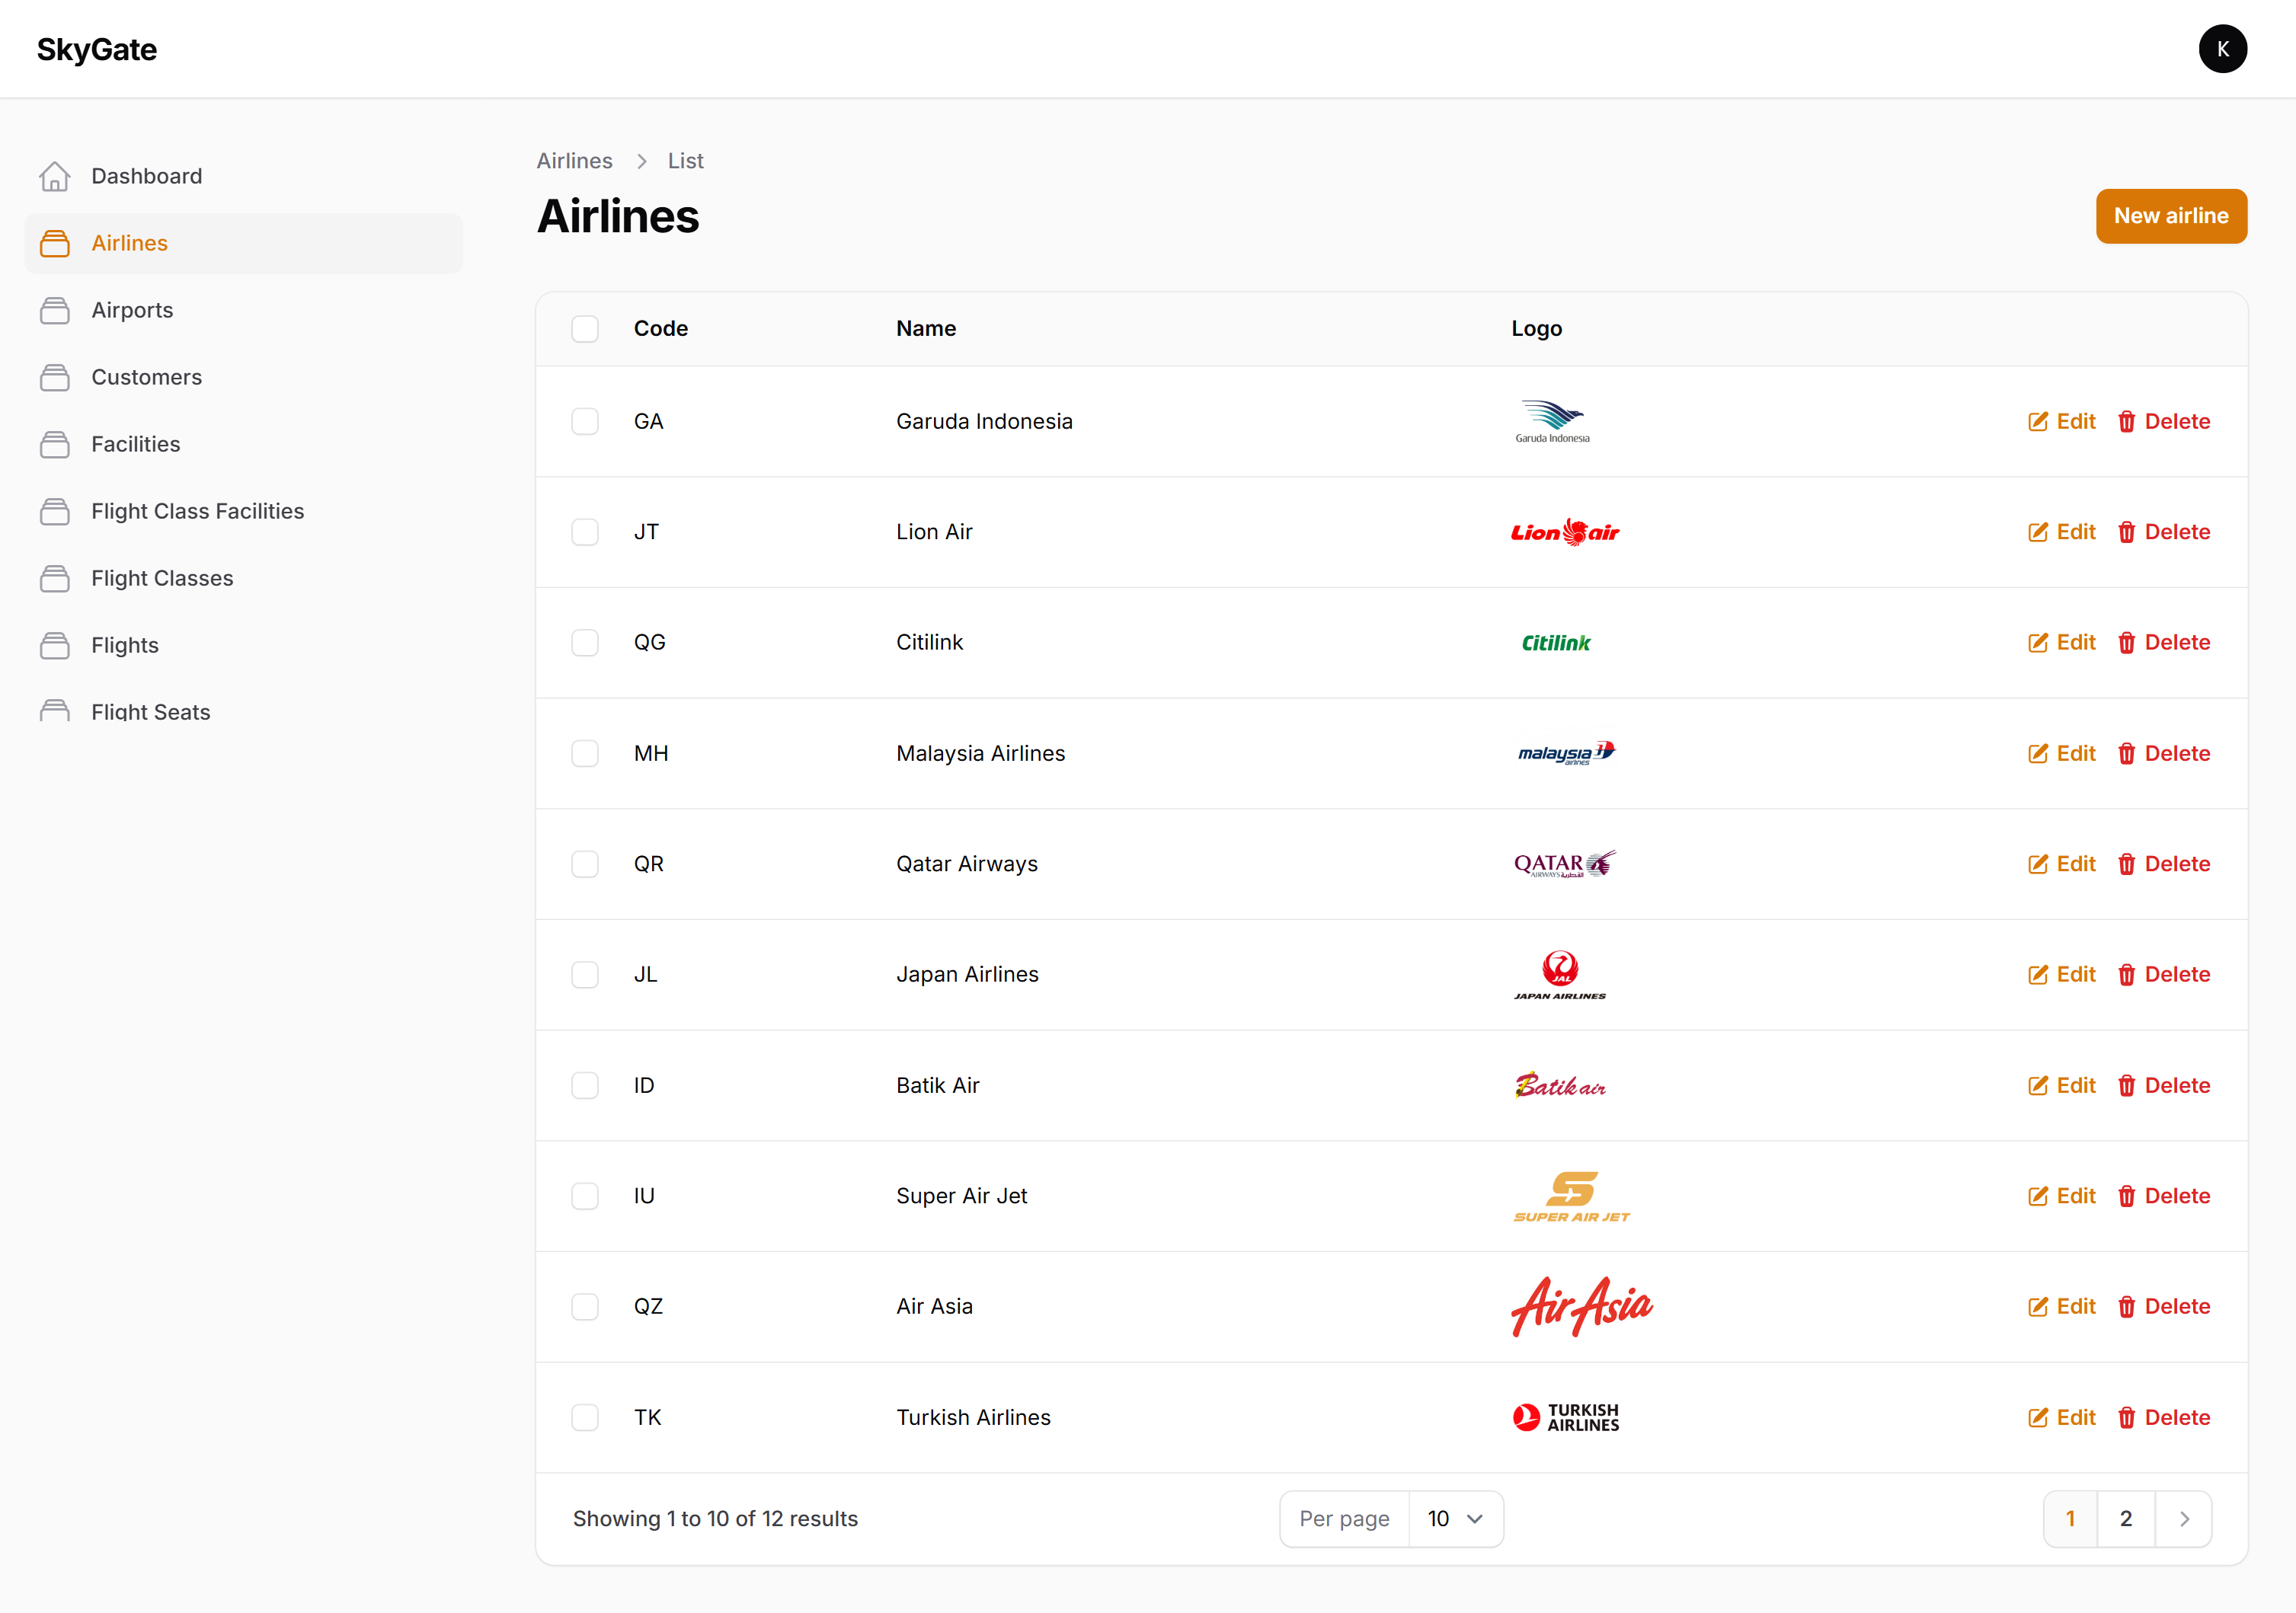 SkyGate
K
Dashboard
Airlines
Airports
Customers
Facilities
Flight Class Facilities
Flight Classes
Flights
Flight Seats
Airlines > List
Airlines
New airline
Code Name Logo
GA Garuda Indonesia Garuda Indonesia Edit Delete
JT Lion Air Lion air Edit Delete
QG Citilink Citilink Edit Delete
MH Malaysia Airlines malaysia airlines Edit Delete
QR Qatar Airways QATAR AIRWAYS القطرية Edit Delete
JL Japan Airlines JAL JAPAN AIRLINES Edit Delete
ID Batik Air Batik air Edit Delete
IU Super Air Jet SUPER AIR JET Edit Delete
QZ Air Asia AirAsia Edit Delete
TK Turkish Airlines TURKISH AIRLINES Edit Delete
Showing 1 to 10 of 12 results Per page 10 1 2